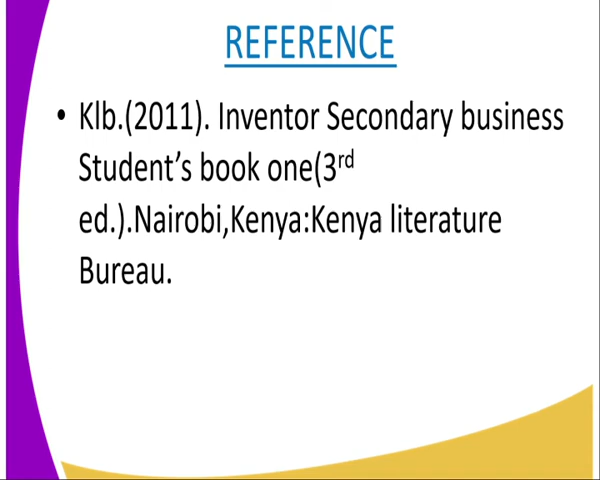 REFERENCE
• Klb.(2011). Inventor Secondary business
Student’s book one(3rd
ed.).Nairobi,Kenya:Kenya literature
Bureau.